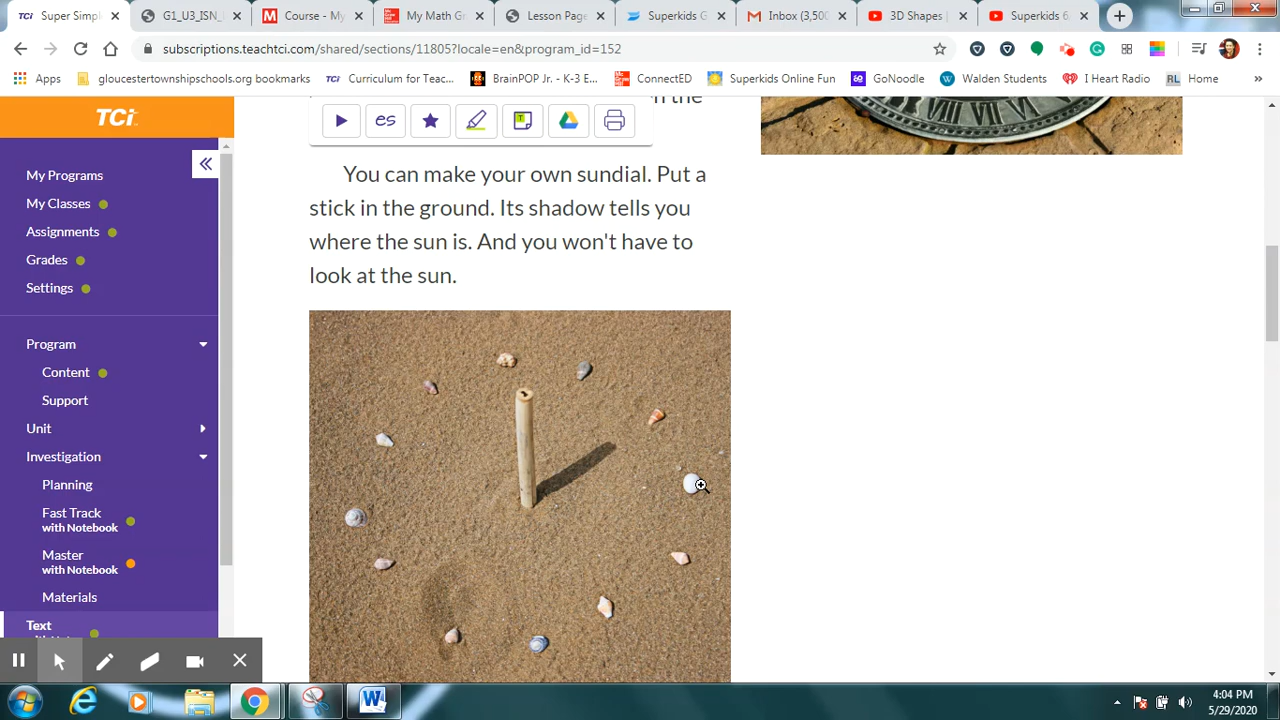 Super Simpl
G1_U3_ISN_
Course - My
My Math Gr
Lesson Page
Superkids G
Inbox (3,500
3D Shapes (
Superkids 6
subscriptions.teachtci.com/shared/sections/11805?locale=en&program_id=152
Apps
gloucestertownshipschools.org bookmarks
TCi Curriculum for Teac...
BrainPOP Jr. - K-3 E...
ConnectED
Superkids Online Fun
GoNoodle
Walden Students
I Heart Radio
RL Home
TCi
My Programs
My Classes
Assignments
Grades
Settings
Program
Content
Support
Unit
Investigation
Planning
Fast Track
with Notebook
Master
with Notebook
Materials
Text
es
the
You can make your own sundial. Put a
stick in the ground. Its shadow tells you
where the sun is. And you won't have to
look at the sun.
4:04 PM
5/29/2020